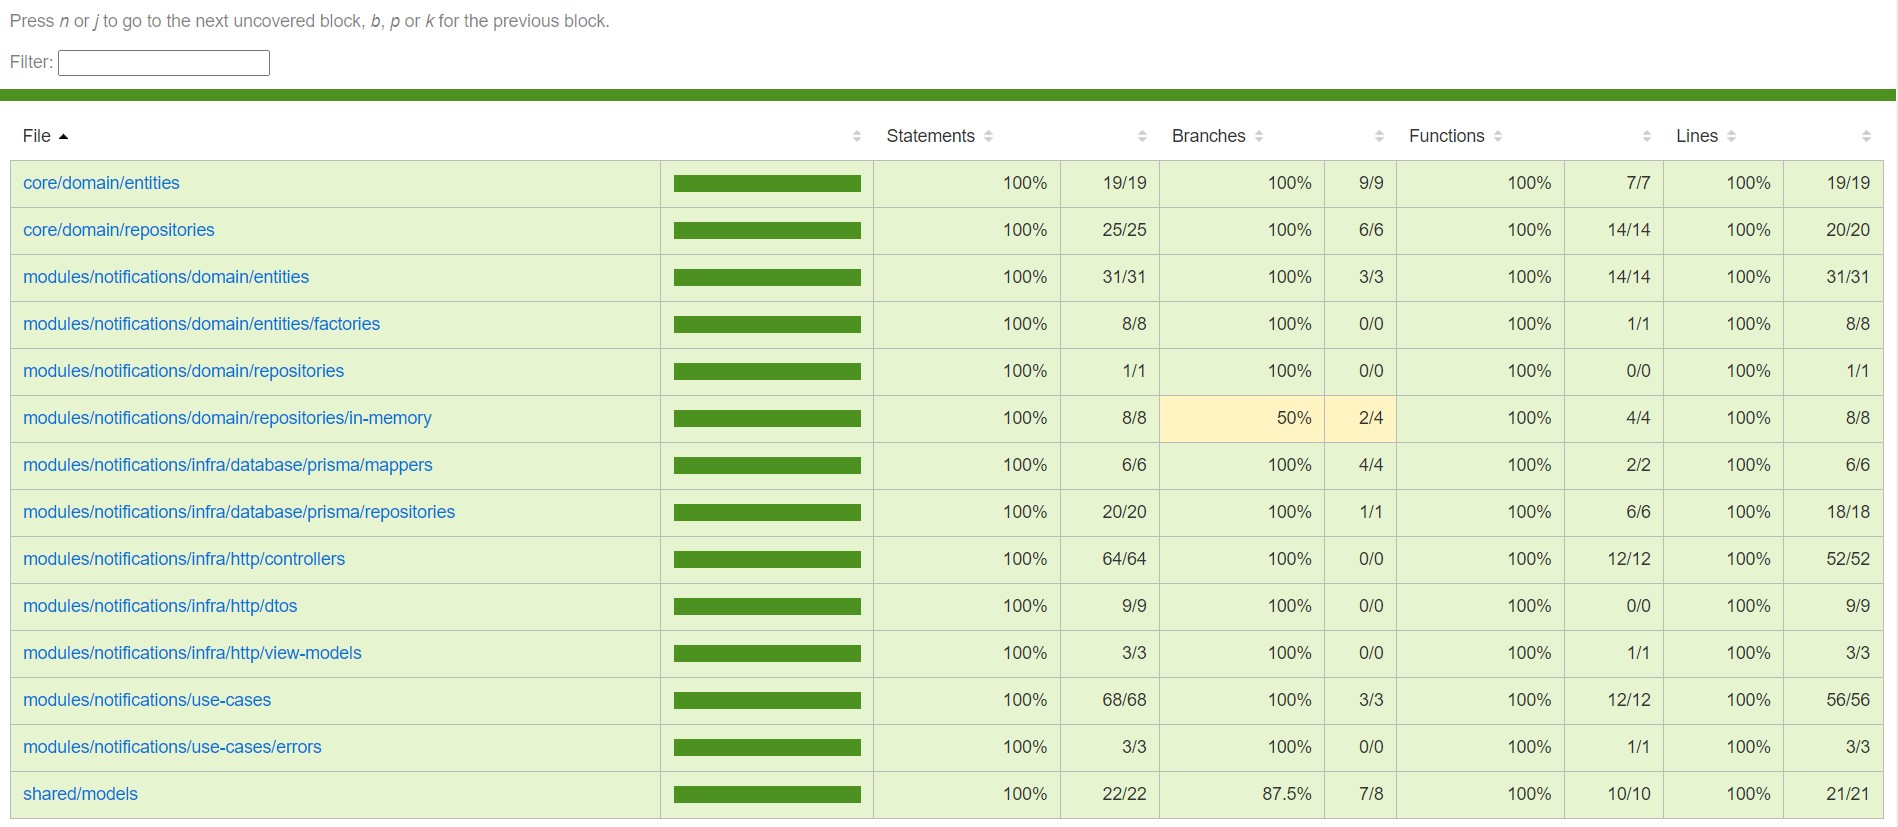 Press n or j to go to the next uncovered block, b, p or k for the previous block.
Filter:
File Statements Branches Functions Lines
core/domain/entities 100% 19/19 100% 9/9 100% 7/7 100% 19/19
core/domain/repositories 100% 25/25 100% 6/6 100% 14/14 100% 20/20
modules/notifications/domain/entities 100% 31/31 100% 3/3 100% 14/14 100% 31/31
modules/notifications/domain/entities/factories 100% 8/8 100% 0/0 100% 1/1 100% 8/8
modules/notifications/domain/repositories 100% 1/1 100% 0/0 100% 0/0 100% 1/1
modules/notifications/domain/repositories/in-memory 100% 8/8 50% 2/4 100% 4/4 100% 8/8
modules/notifications/infra/database/prisma/mappers 100% 6/6 100% 4/4 100% 2/2 100% 6/6
modules/notifications/infra/database/prisma/repositories 100% 20/20 100% 1/1 100% 6/6 100% 18/18
modules/notifications/infra/http/controllers 100% 64/64 100% 0/0 100% 12/12 100% 52/52
modules/notifications/infra/http/dtos 100% 9/9 100% 0/0 100% 0/0 100% 9/9
modules/notifications/infra/http/view-models 100% 3/3 100% 0/0 100% 1/1 100% 3/3
modules/notifications/use-cases 100% 68/68 100% 3/3 100% 12/12 100% 56/56
modules/notifications/use-cases/errors 100% 3/3 100% 0/0 100% 1/1 100% 3/3
shared/models 100% 22/22 87.5% 7/8 100% 10/10 100% 21/21